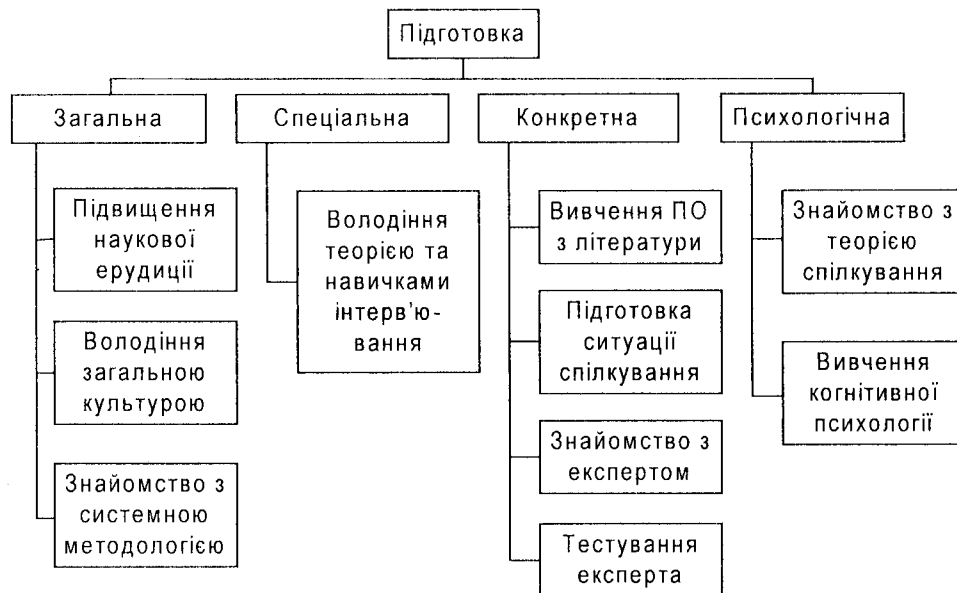 Підготовка
Загальна
Спеціальна
Конкретна
Психологічна
Підвищення
наукової
ерудиції
Володіння
загальною
культурою
Знайомство з
системною
методологією
Володіння
теорією та
навичками
інтерв'ю-
вання
Вивчення ПО
з літератури
Підготовка
ситуації
спілкування
Знайомство з
експертом
Тестування
експерта
Знайомство з
теорією
спілкування
Вивчення
когнітивної
психології